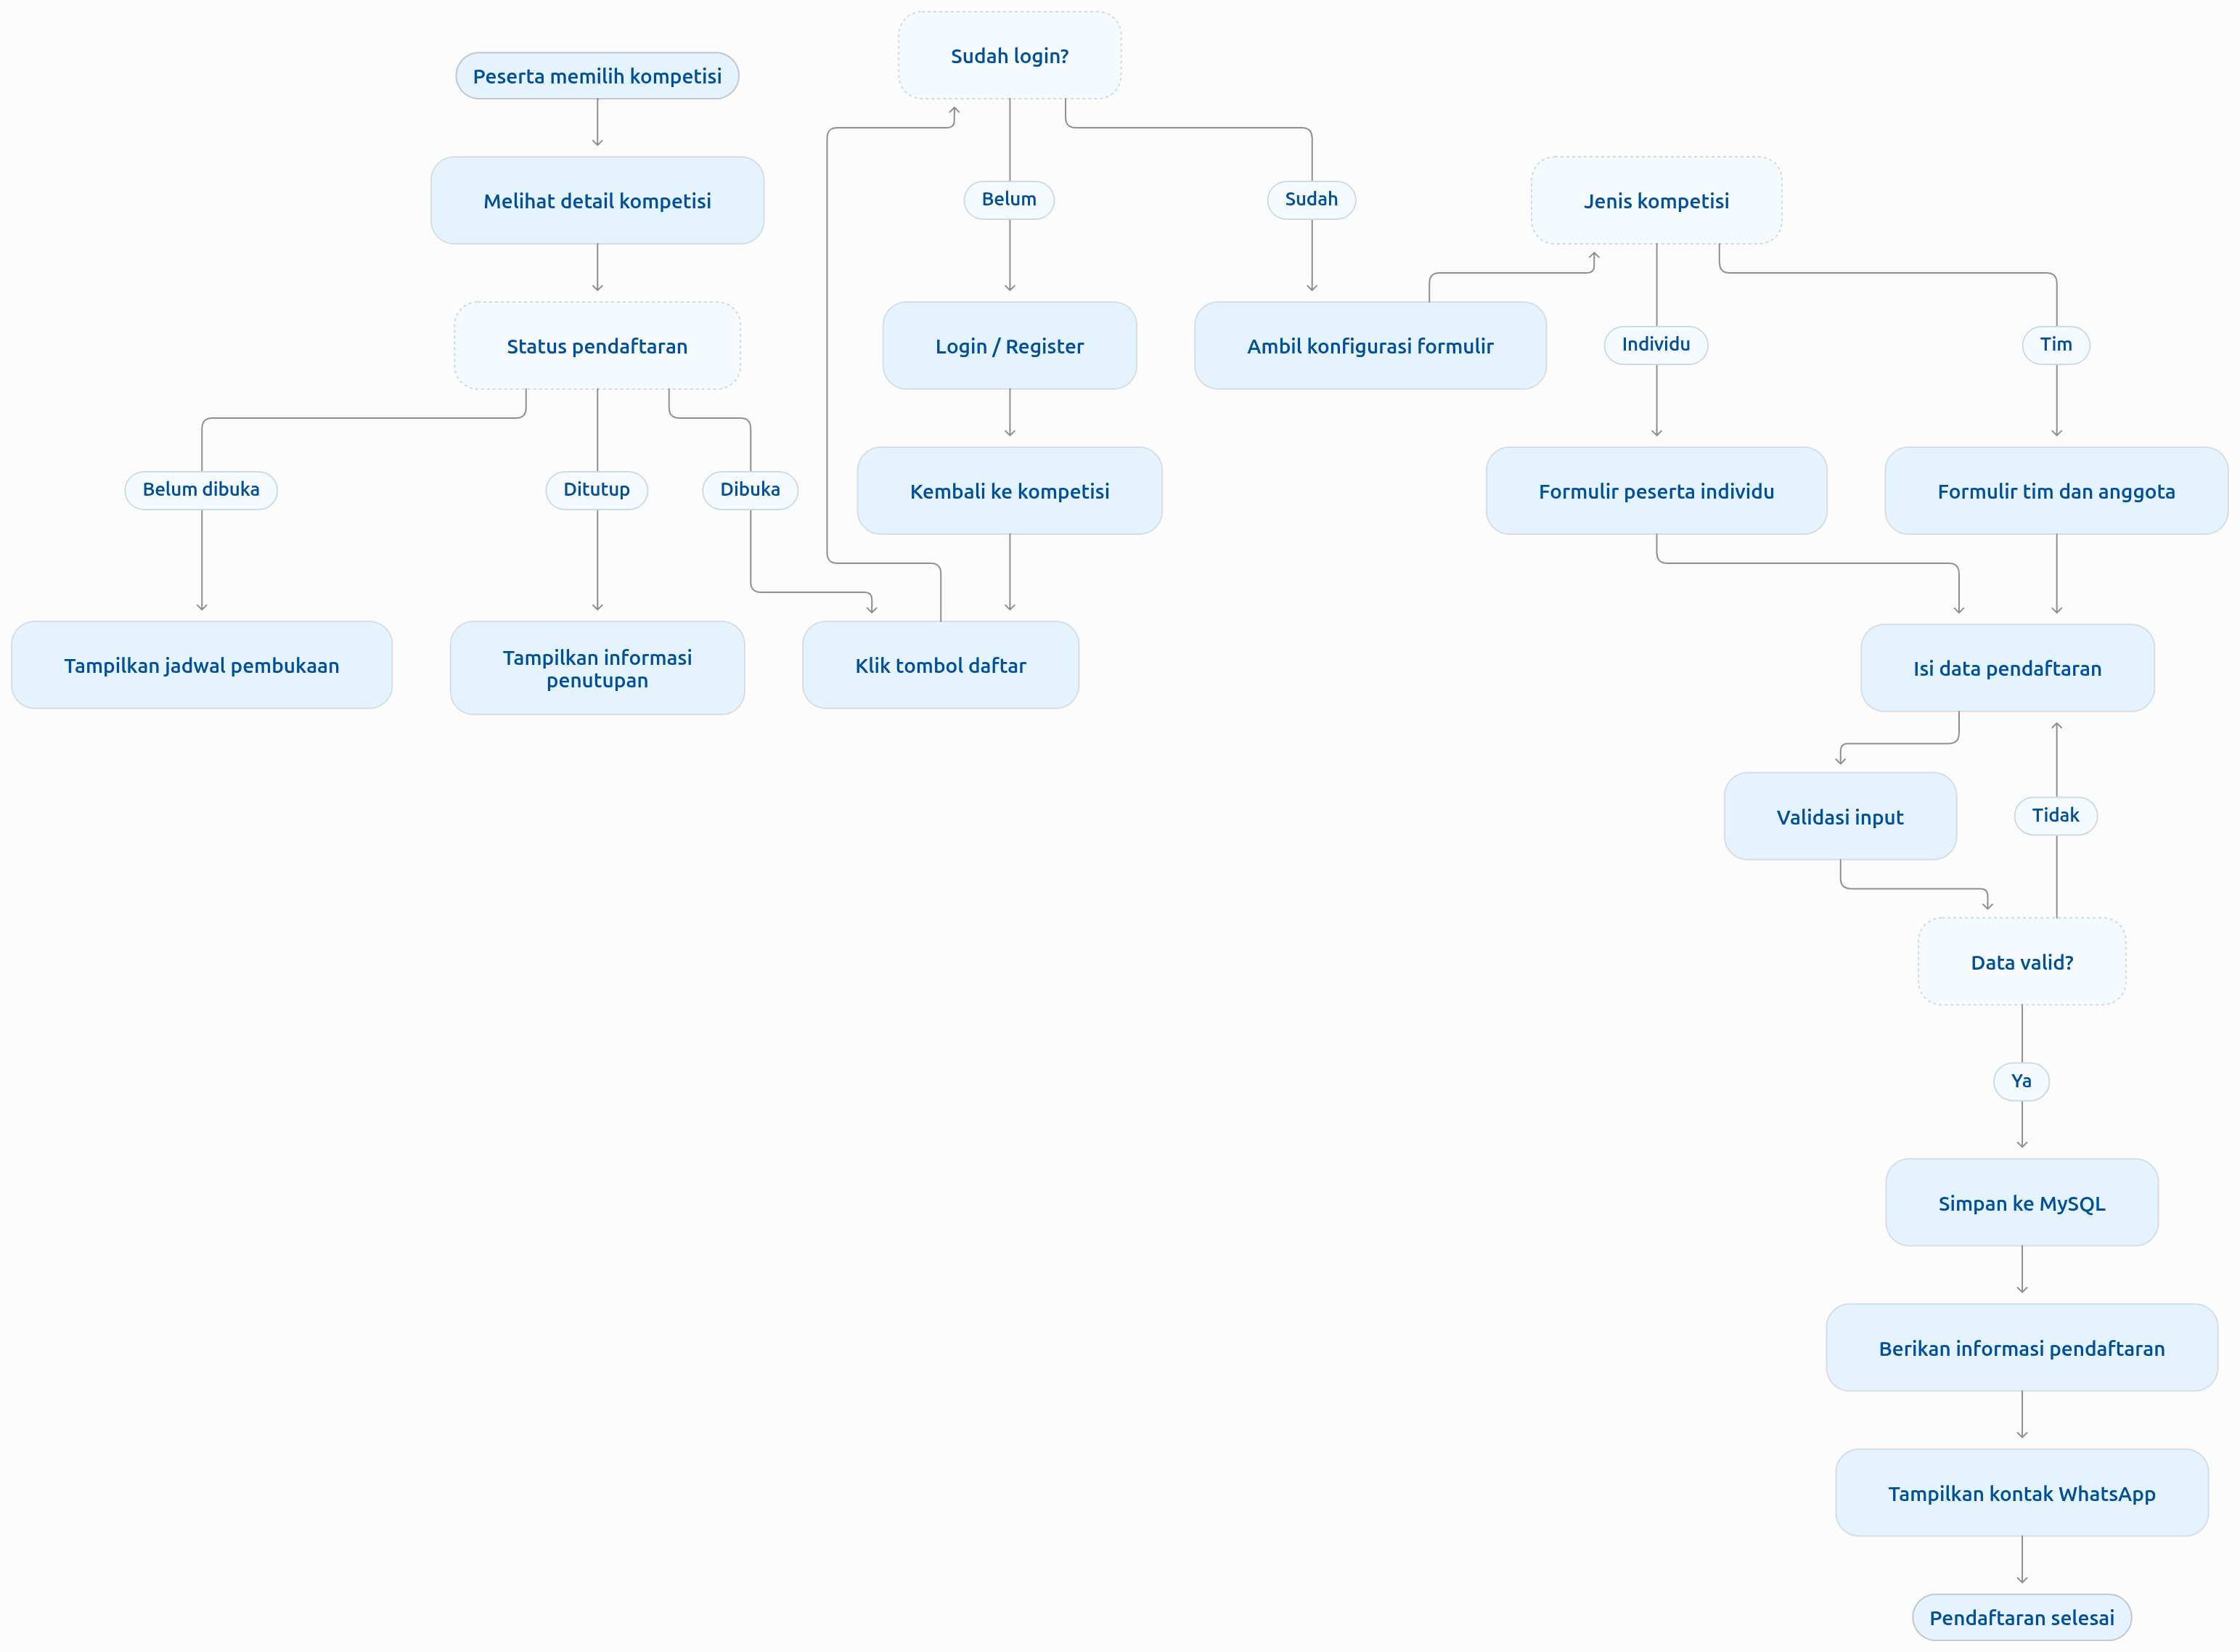 Peserta memilih kompetisi
Melihat detail kompetisi
Status pendaftaran
Belum dibuka
Ditutup
Dibuka
Tampilkan jadwal pembukaan
Tampilkan informasi
penutupan
Klik tombol daftar
Sudah login?
Belum
Sudah
Login / Register
Kembali ke kompetisi
Ambil konfigurasi formulir
Jenis kompetisi
Individu
Tim
Formulir peserta individu
Formulir tim dan anggota
Isi data pendaftaran
Validasi input
Tidak
Data valid?
Ya
Simpan ke MySQL
Berikan informasi pendaftaran
Tampilkan kontak WhatsApp
Pendaftaran selesai